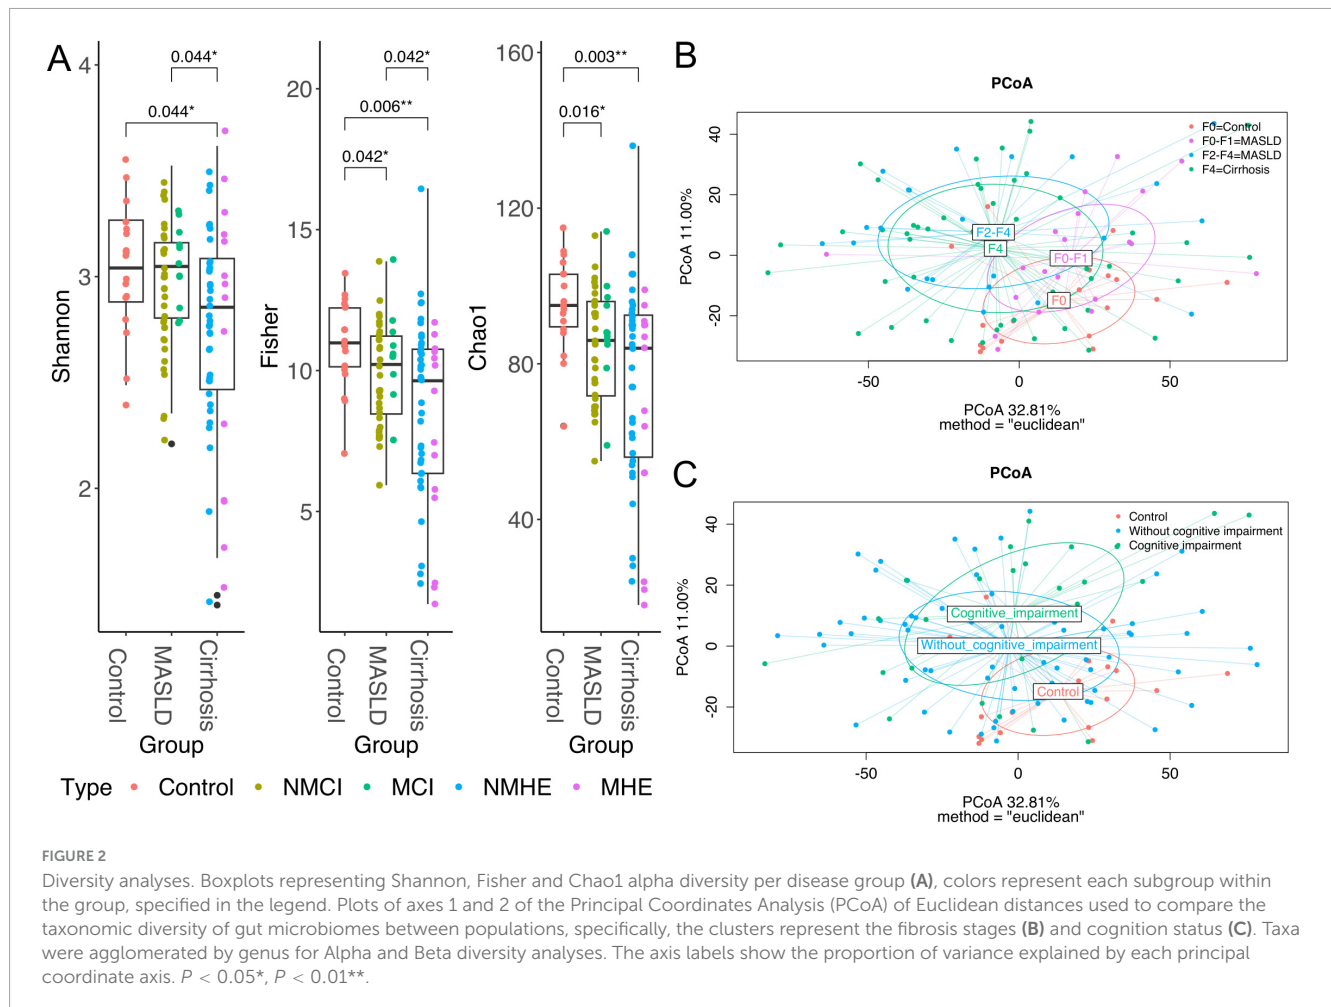 A
Shannon
4
3
2
0.044*
0.044*
Control
MASLD
Cirrhosis
Group
Fisher
20
15
10
5
0.042*
0.006**
0.042*
Control
MASLD
Cirrhosis
Group
Chao1
160
120
80
40
0.003**
0.016*
Control
MASLD
Cirrhosis
Group
Type Control NMCI MCI NMHE MHE
B
PCoA
PCoA 11.00%
40
20
0
-20
F0=Control
F0-F1=MASLD
F2-F4=MASLD
F4=Cirrhosis
F2-F4
F4
F0-F1
F0
-50 0 50
PCoA 32.81%
method = "euclidean"
C
PCoA
PCoA 11.00%
40
20
0
-20
Control
Without cognitive impairment
Cognitive impairment
Cognitive_impairment
Without_cognitive_impairment
Control
-50 0 50
PCoA 32.81%
method = "euclidean"
FIGURE 2
Diversity analyses. Boxplots representing Shannon, Fisher and Chao1 alpha diversity per disease group (A), colors represent each subgroup within
the group, specified in the legend. Plots of axes 1 and 2 of the Principal Coordinates Analysis (PCoA) of Euclidean distances used to compare the
taxonomic diversity of gut microbiomes between populations, specifically, the clusters represent the fibrosis stages (B) and cognition status (C). Taxa
were agglomerated by genus for Alpha and Beta diversity analyses. The axis labels show the proportion of variance explained by each principal
coordinate axis. P < 0.05*, P < 0.01**.